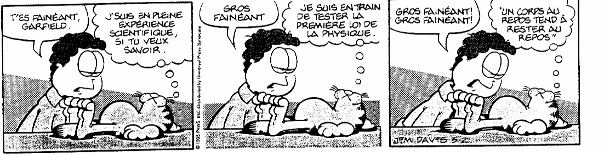 T'ES FAINÉANT,
GARFIELD.
J'SUIS EN PLEINE
EXPÉRIENCE
SCIENTIFIQUE,
SI TU VEUX
SAVOIR.
GROS
FAINÉANT
JE SUIS EN TRAIN
DE TESTER LA
PREMIÈRE LOI DE
LA PHYSIQUE.
GROS FAINÉANT!
GROS FAINÉANT!
"UN CORPS AU
REPOS TEND À
RESTER AU
REPOS"
JIM DAVIS 5-2